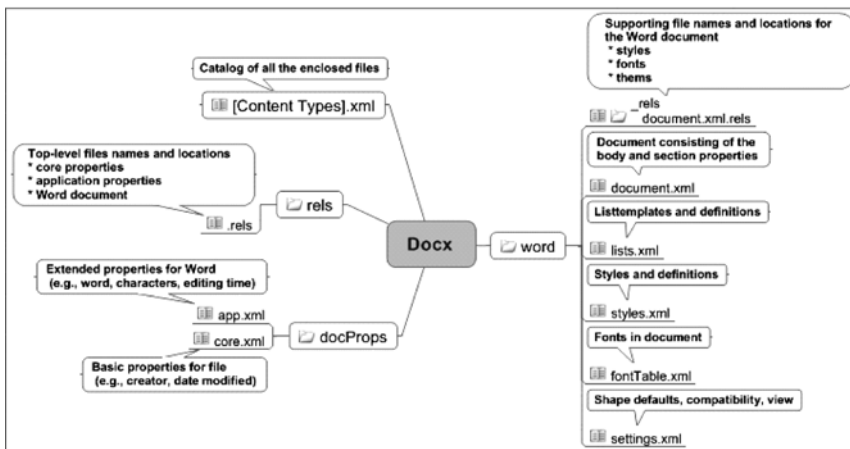 Supporting file names and locations for
the Word document
* styles
* fonts
* thems
Catalog of all the enclosed files
[Content Types].xml
_rels
document.xml.rels
Top-level files names and locations
* core properties
* application properties
* Word document
rels
.rels
Document consisting of the
body and section properties
document.xml
Docx
word
Listtemplates and definitions
lists.xml
Extended properties for Word
(e.g., word, characters, editing time)
app.xml
core.xml
docProps
Basic properties for file
(e.g., creator, date modified)
Styles and definitions
styles.xml
Fonts in document
fontTable.xml
Shape defaults, compatibility, view
settings.xml